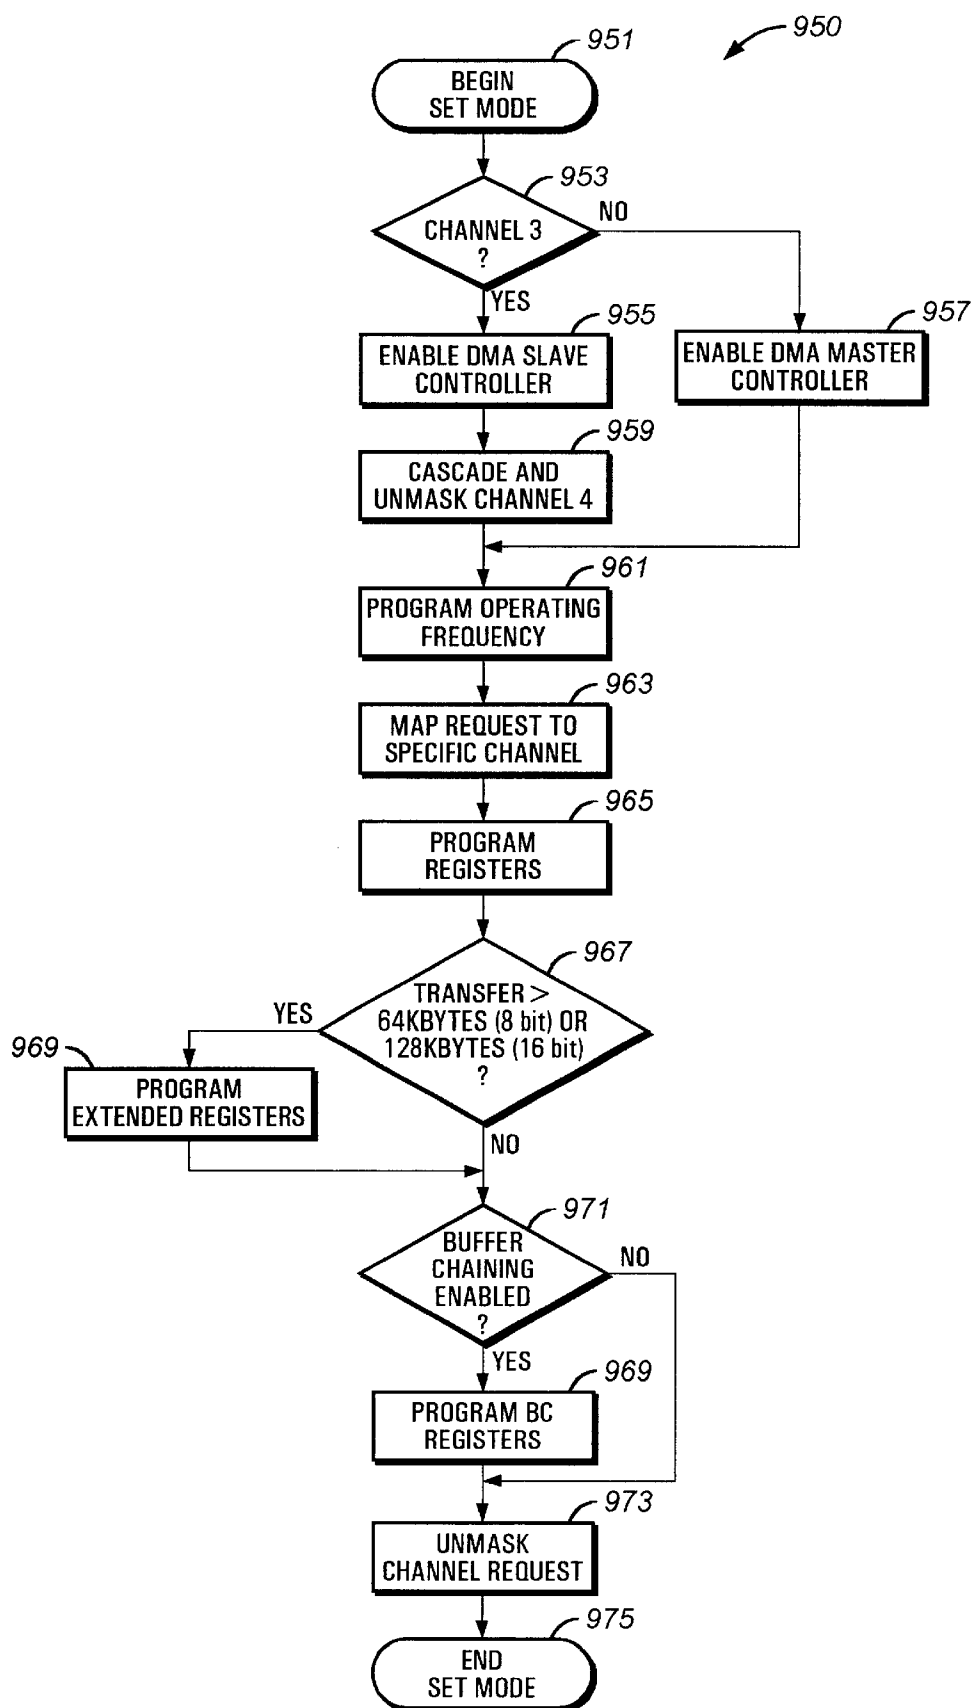 950
951
BEGIN
SET MODE
953
CHANNEL 3
?
NO
YES
955
ENABLE DMA SLAVE
CONTROLLER
957
ENABLE DMA MASTER
CONTROLLER
959
CASCADE AND
UNMASK CHANNEL 4
961
PROGRAM OPERATING
FREQUENCY
963
MAP REQUEST TO
SPECIFIC CHANNEL
965
PROGRAM
REGISTERS
967
TRANSFER >
64KBYTES (8 bit) OR
128KBYTES (16 bit)
?
YES
969
PROGRAM
EXTENDED REGISTERS
NO
971
BUFFER
CHAINING
ENABLED
?
NO
YES
969
PROGRAM BC
REGISTERS
973
UNMASK
CHANNEL REQUEST
975
END
SET MODE